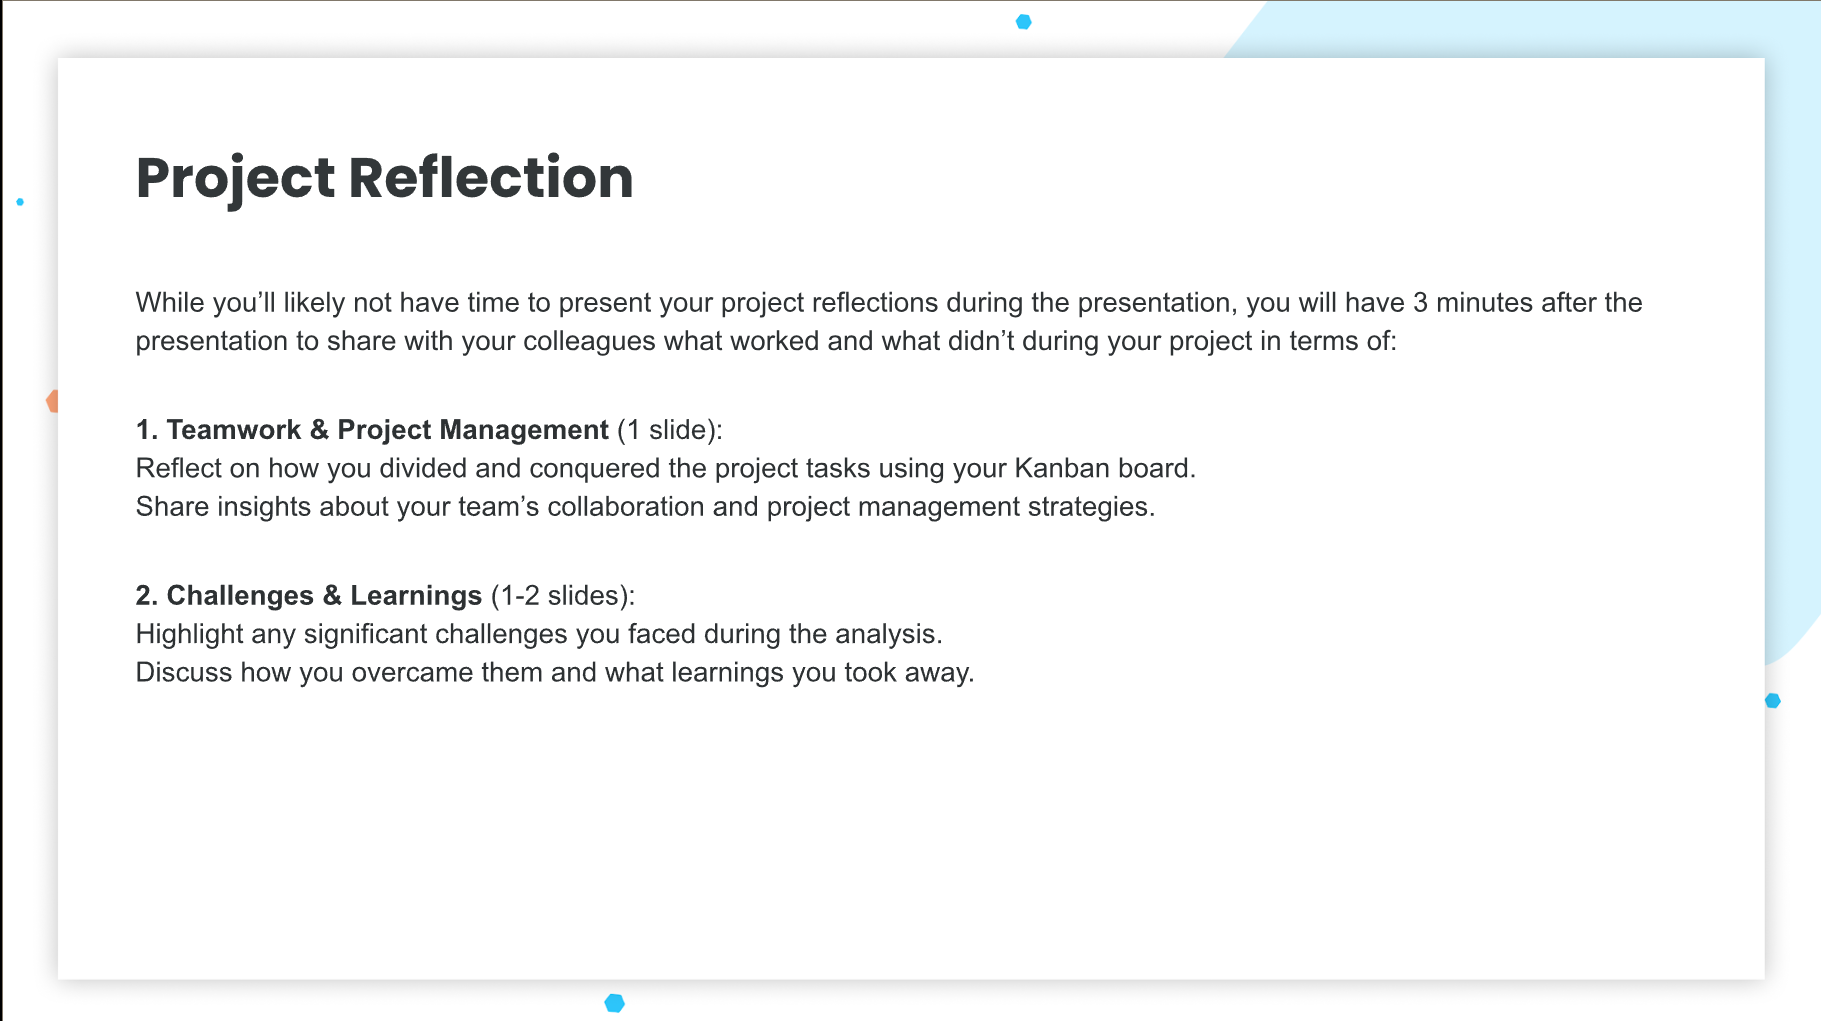 Project Reflection
While you’ll likely not have time to present your project reflections during the presentation, you will have 3 minutes after the
presentation to share with your colleagues what worked and what didn’t during your project in terms of:
1. Teamwork & Project Management (1 slide):
Reflect on how you divided and conquered the project tasks using your Kanban board.
Share insights about your team’s collaboration and project management strategies.
2. Challenges & Learnings (1-2 slides):
Highlight any significant challenges you faced during the analysis.
Discuss how you overcame them and what learnings you took away.